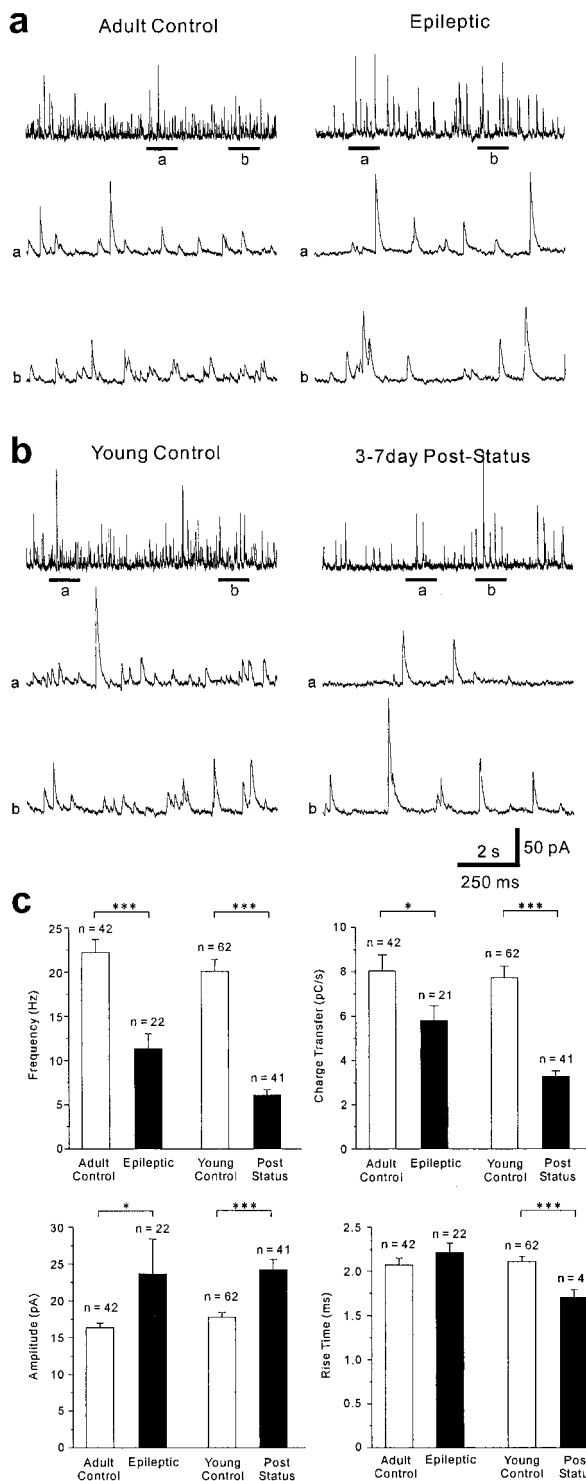 a
Adult Control
Epileptic
a
b
a
b
a
a
b
b
b
Young Control
3-7day Post-Status
a
b
a
b
a
a
b
b
2 s
50 pA
250 ms
c
***
***
n = 42
n = 22
n = 62
n = 41
Frequency (Hz)
25
20
15
10
5
0
Adult Control
Epileptic
Young Control
Post Status
*
***
n = 42
n = 21
n = 62
n = 41
Charge Transfer (pC/s)
10
8
6
4
2
0
Adult Control
Epileptic
Young Control
Post Status
*
***
n = 42
n = 22
n = 62
n = 41
Amplitude (pA)
30
25
20
15
10
5
0
Adult Control
Epileptic
Young Control
Post Status
***
n = 42
n = 22
n = 62
n = 4
Rise Time (ms)
2.5
2.0
1.5
1.0
0.5
0
Adult Control
Epileptic
Young Control
Post Status